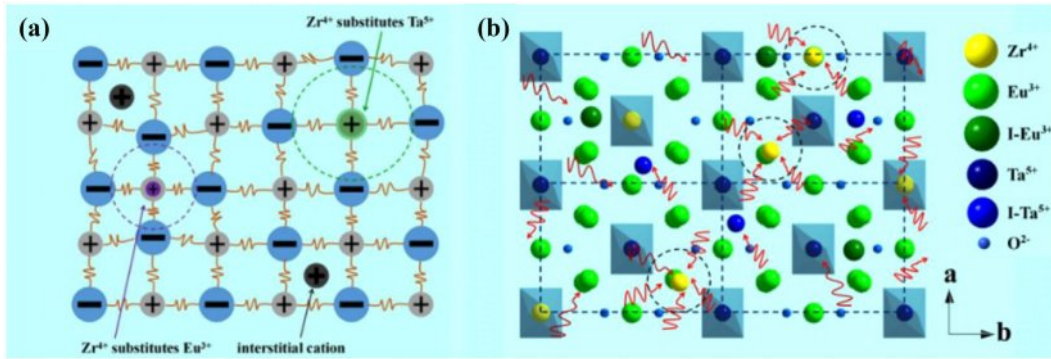 (a)
Zr⁴⁺ substitutes Ta⁵⁺
Zr⁴⁺ substitutes Eu³⁺
interstitial cation
(b)
Zr⁴⁺
Eu³⁺
I-Eu³⁺
Ta⁵⁺
I-Ta⁵⁺
O²⁻
a
b